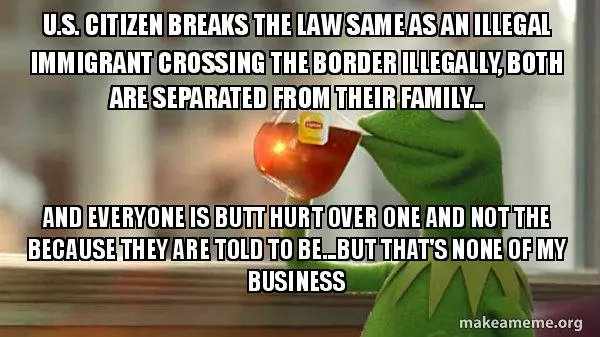 U.S. CITIZEN BREAKS THE LAW SAME AS AN ILLEGAL
IMMIGRANT CROSSING THE BORDER ILLEGALLY, BOTH
ARE SEPARATED FROM THEIR FAMILY...
Lipton
AND EVERYONE IS BUTT HURT OVER ONE AND NOT THE
BECAUSE THEY ARE TOLD TO BE...BUT THAT'S NONE OF MY
BUSINESS
makeameme.org